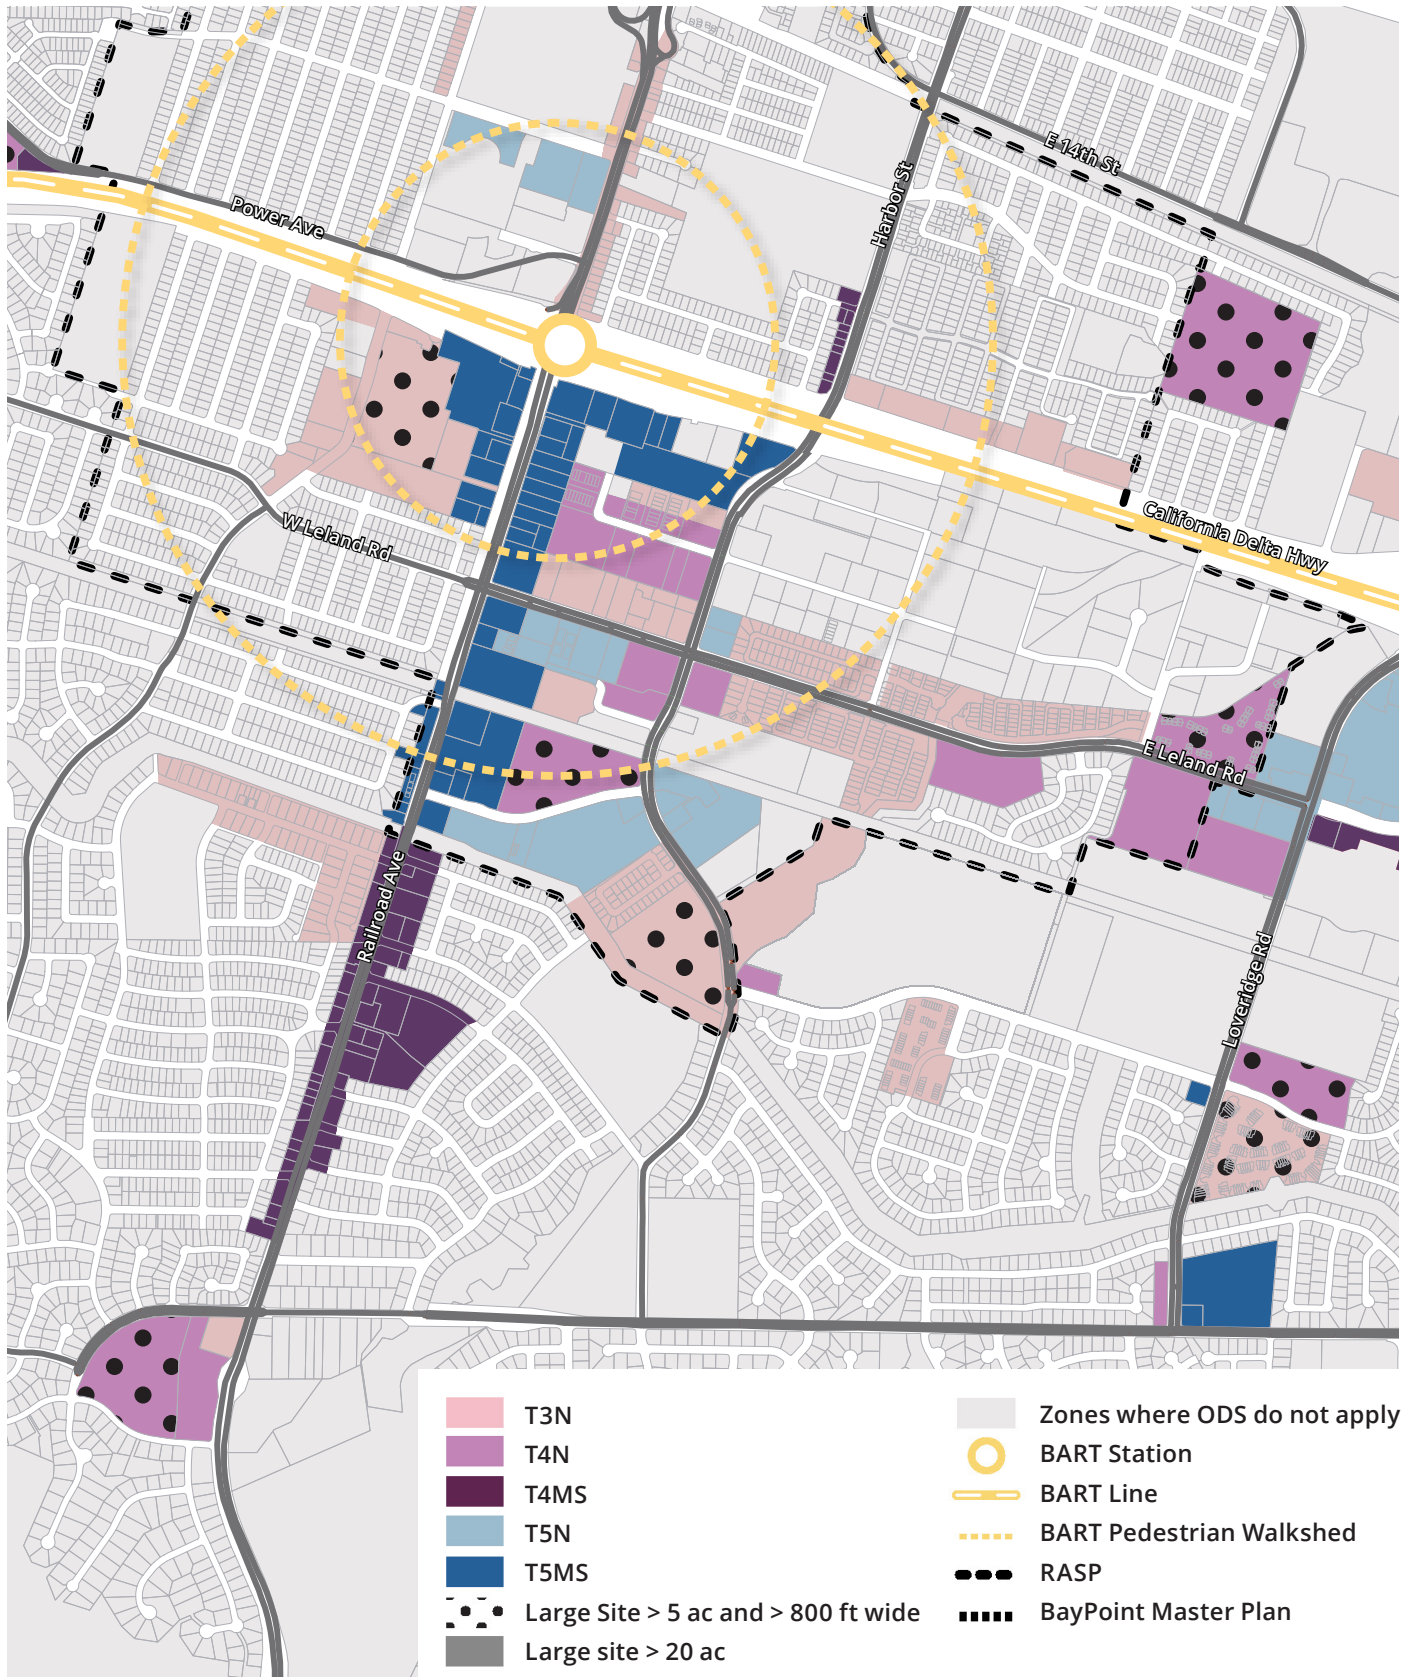 E 14th St
Harbor St
Power Ave
W Leland Rd
California Delta Hwy
E Leland Rd
Railroad Ave
Loveridge Rd
T3N
T4N
T4MS
T5N
T5MS
Large Site > 5 ac and > 800 ft wide
Large site > 20 ac
Zones where ODS do not apply
BART Station
BART Line
BART Pedestrian Walkshed
RASP
BayPoint Master Plan